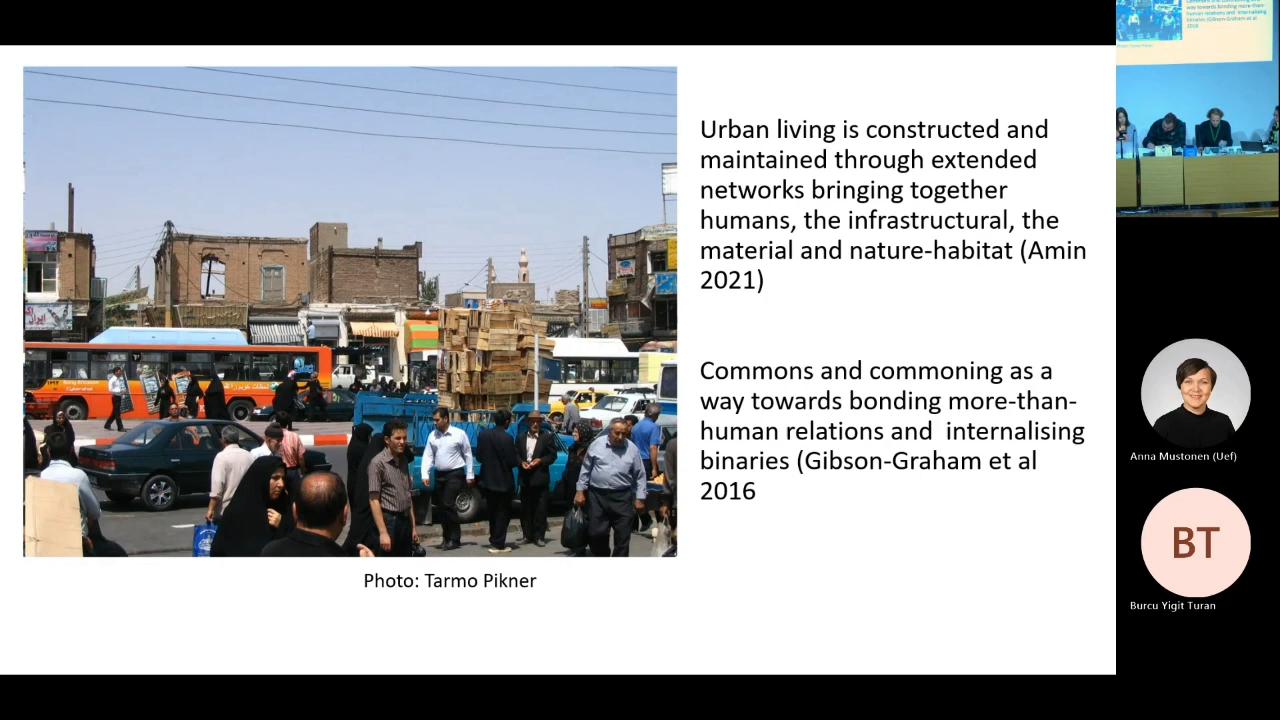 Urban living is constructed and
maintained through extended
networks bringing together
humans, the infrastructural, the
material and nature-habitat (Amin
2021)
Commons and commoning as a
way towards bonding more-than-
human relations and  internalising
binaries (Gibson-Graham et al
2016
Photo: Tarmo Pikner
Anna Mustonen (Uef)
BT
Burcu Yigit Turan